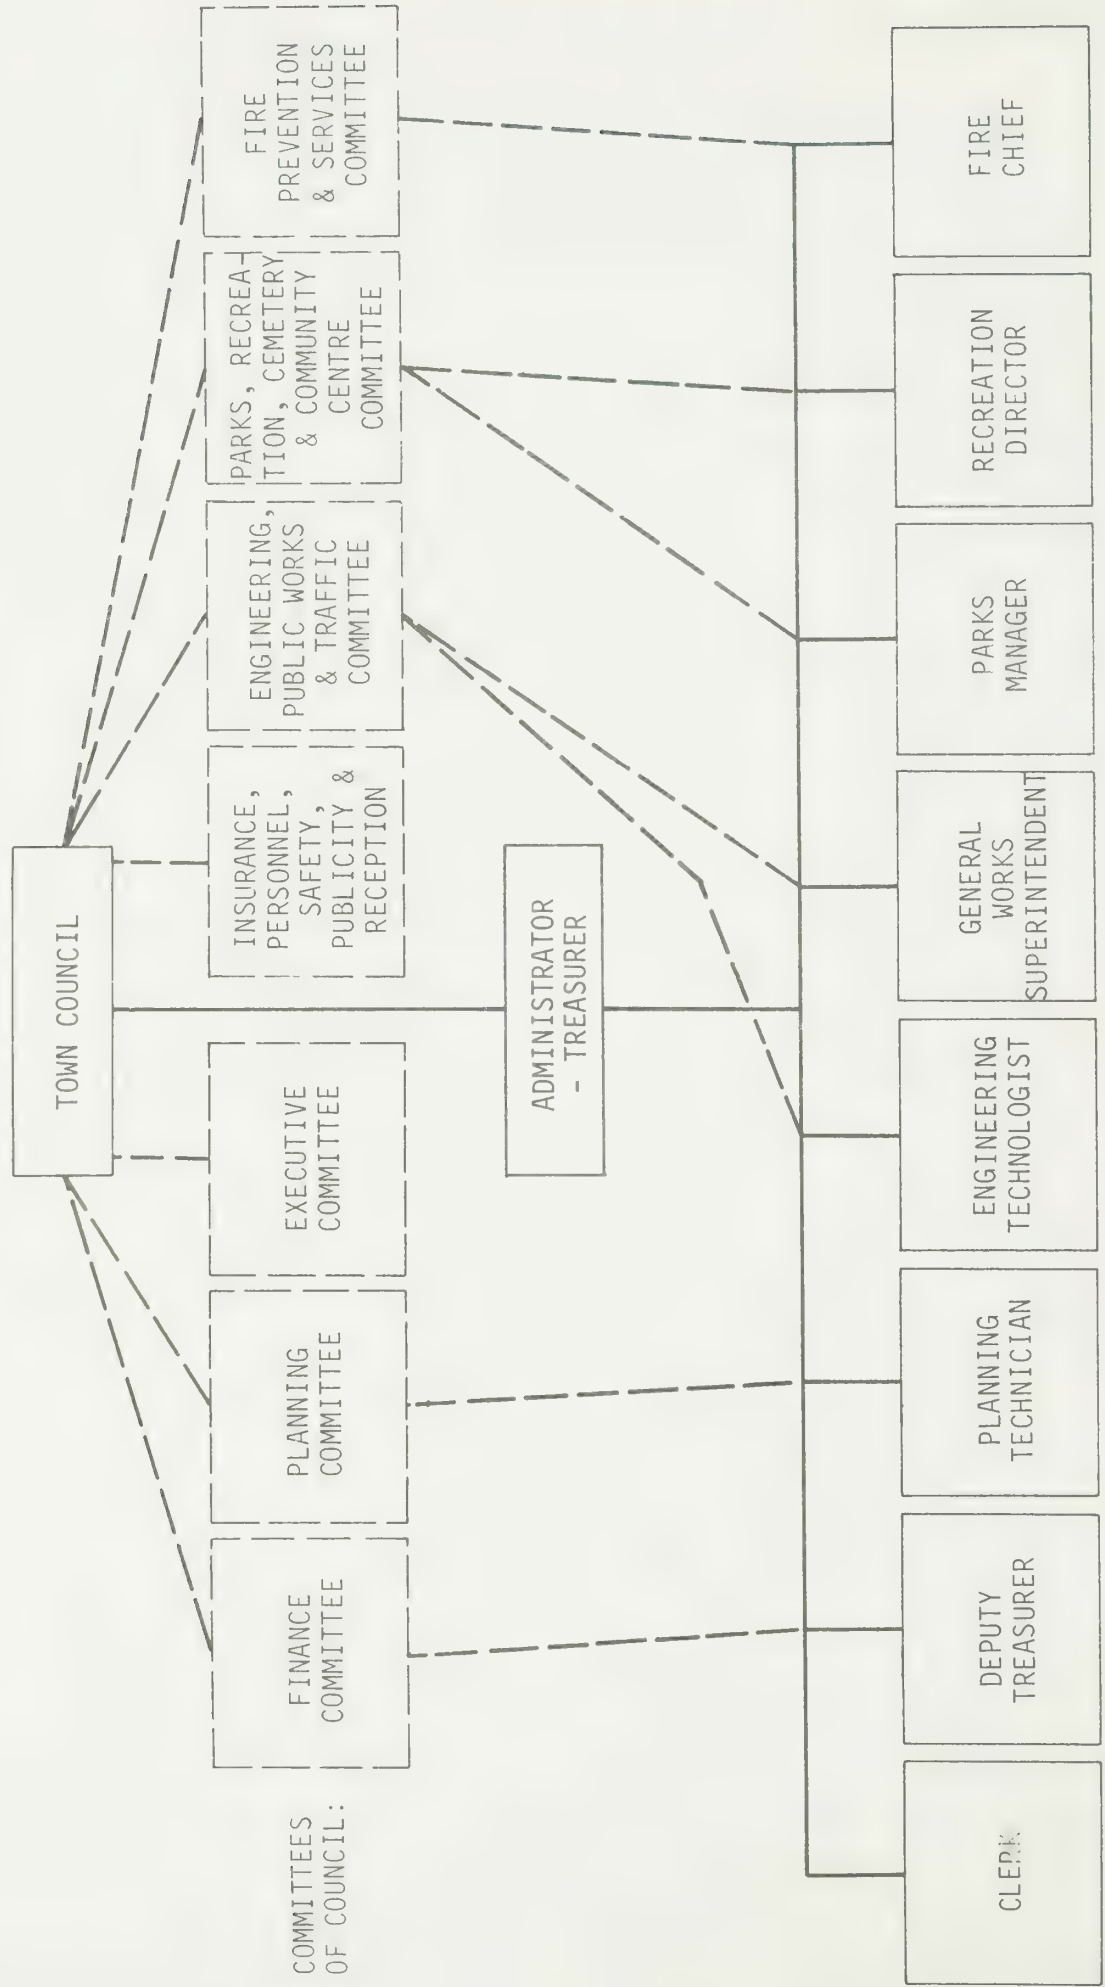 TOWN COUNCIL
COMMITTEES
OF COUNCIL:
FINANCE
COMMITTEE
PLANNING
COMMITTEE
EXECUTIVE
COMMITTEE
INSURANCE,
PERSONNEL,
SAFETY,
PUBLICITY &
RECEPTION
ENGINEERING,
PUBLIC WORKS
& TRAFFIC
COMMITTEE
PARKS, RECREA-
TION, CEMETERY
& COMMUNITY
CENTRE
COMMITTEE
FIRE
PREVENTION
& SERVICES
COMMITTEE
ADMINISTRATOR
- TREASURER
CLERK
DEPUTY
TREASURER
PLANNING
TECHNICIAN
ENGINEERING
TECHNOLOGIST
GENERAL
WORKS
SUPERINTENDENT
PARKS
MANAGER
RECREATION
DIRECTOR
FIRE
CHIEF